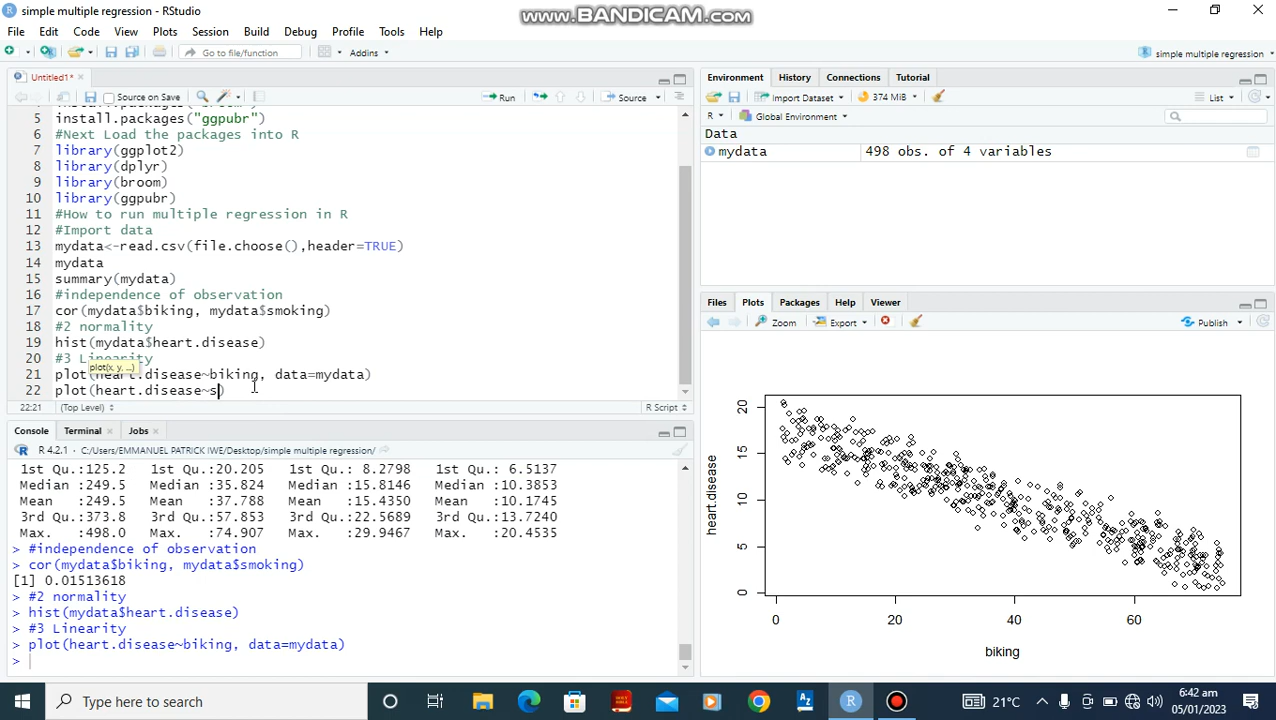 simple multiple regression - RStudio
www.BANDICAM.com
File Edit Code View Plots Session Build Debug Profile Tools Help
Go to file/function
Addins
simple multiple regression
Untitled1*
Source on Save
Run
Source
5 install.packages("ggpubr")
6 #Next Load the packages into R
7 library(ggplot2)
8 library(dplyr)
9 library(broom)
10 library(ggpubr)
11 #How to run multiple regression in R
12 #Import data
13 mydata<-read.csv(file.choose(),header=TRUE)
14 mydata
15 summary(mydata)
16 #independence of observation
17 cor(mydata$biking, mydata$smoking)
18 #2 normality
19 hist(mydata$heart.disease)
20 #3 Linearity
plot(x, y, ...)
21 plot(heart.disease~biking, data=mydata)
22 plot(heart.disease~s)
22:21 (Top Level) R Script
Console Terminal Jobs
R 4.2.1 · C:/Users/EMMANUEL PATRICK IWE/Desktop/simple multiple regression/
1st Qu.:125.2 1st Qu.:20.205 1st Qu.: 8.2798 1st Qu.: 6.5137
Median :249.5 Median :35.824 Median :15.8146 Median :10.3853
Mean :249.5 Mean :37.788 Mean :15.4350 Mean :10.1745
3rd Qu.:373.8 3rd Qu.:57.853 3rd Qu.:22.5689 3rd Qu.:13.7240
Max. :498.0 Max. :74.907 Max. :29.9467 Max. :20.4535
> #independence of observation
> cor(mydata$biking, mydata$smoking)
[1] 0.01513618
> #2 normality
> hist(mydata$heart.disease)
> #3 Linearity
> plot(heart.disease~biking, data=mydata)
>
Environment History Connections Tutorial
Import Dataset 374 MiB List
R Global Environment
Data
mydata 498 obs. of 4 variables
Files Plots Packages Help Viewer
Zoom Export Publish
heart.disease
20
15
10
5
0
0 20 40 60
biking
Type here to search
21°C
6:42 am
05/01/2023